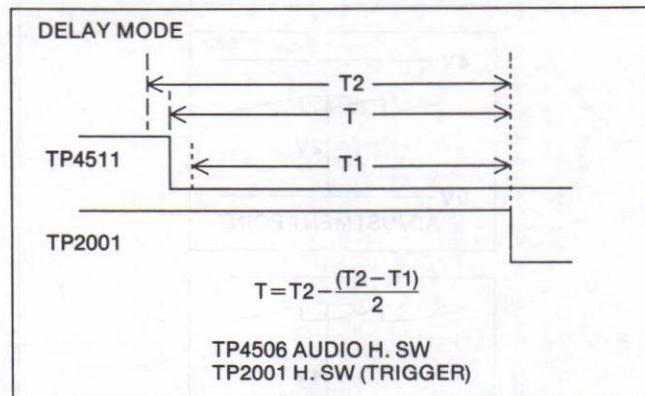 DELAY MODE
T2
T
TP4511
T1
TP2001
T=T2-(T2-T1)/2
TP4506 AUDIO H. SW
TP2001 H. SW (TRIGGER)